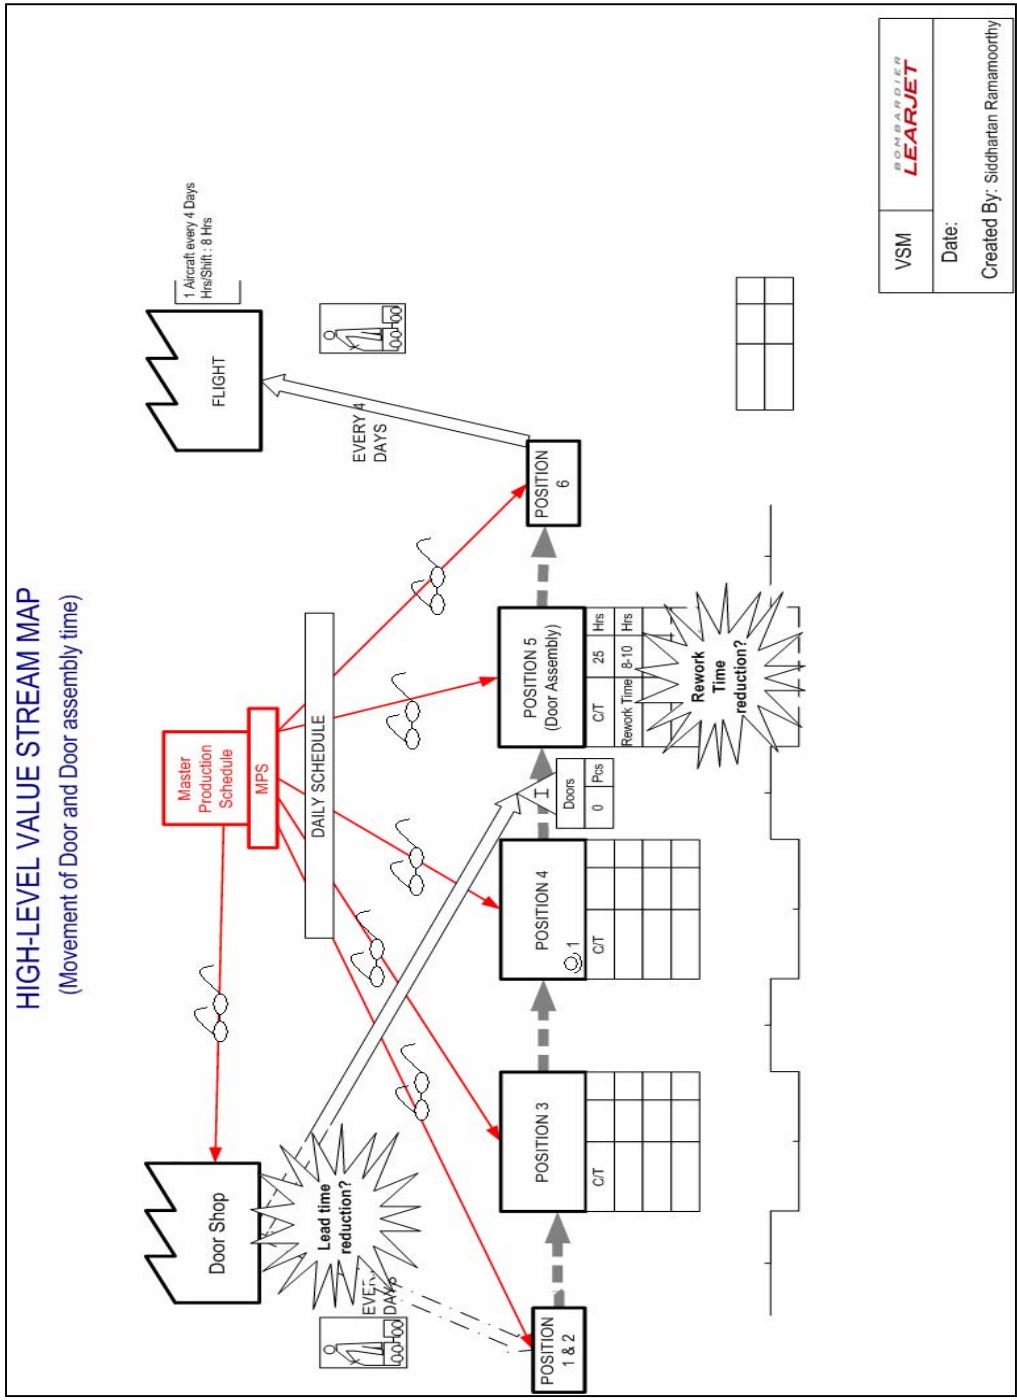 HIGH-LEVEL VALUE STREAM MAP
(Movement of Door and Door assembly time)
Master
Production
Schedule
MPS
DAILY SCHEDULE
Door Shop
FLIGHT
1 Aircraft every 4 Days
Hrs/Shift : 8 Hrs
Lead time
reduction?
DAYS
EVERY 4
DAYS
POSITION
1 & 2
POSITION 3
C/T
POSITION 4
1
C/T
I
Doors
0 Pcs
POSITION 5
(Door Assembly)
C/T 25 Hrs
Rework Time 8-10 Hrs
Rework
Time
reduction?
POSITION
6
VSM
BOMBARDIER
LEARJET
Date:
Created By: Siddhartan Ramamoorthy